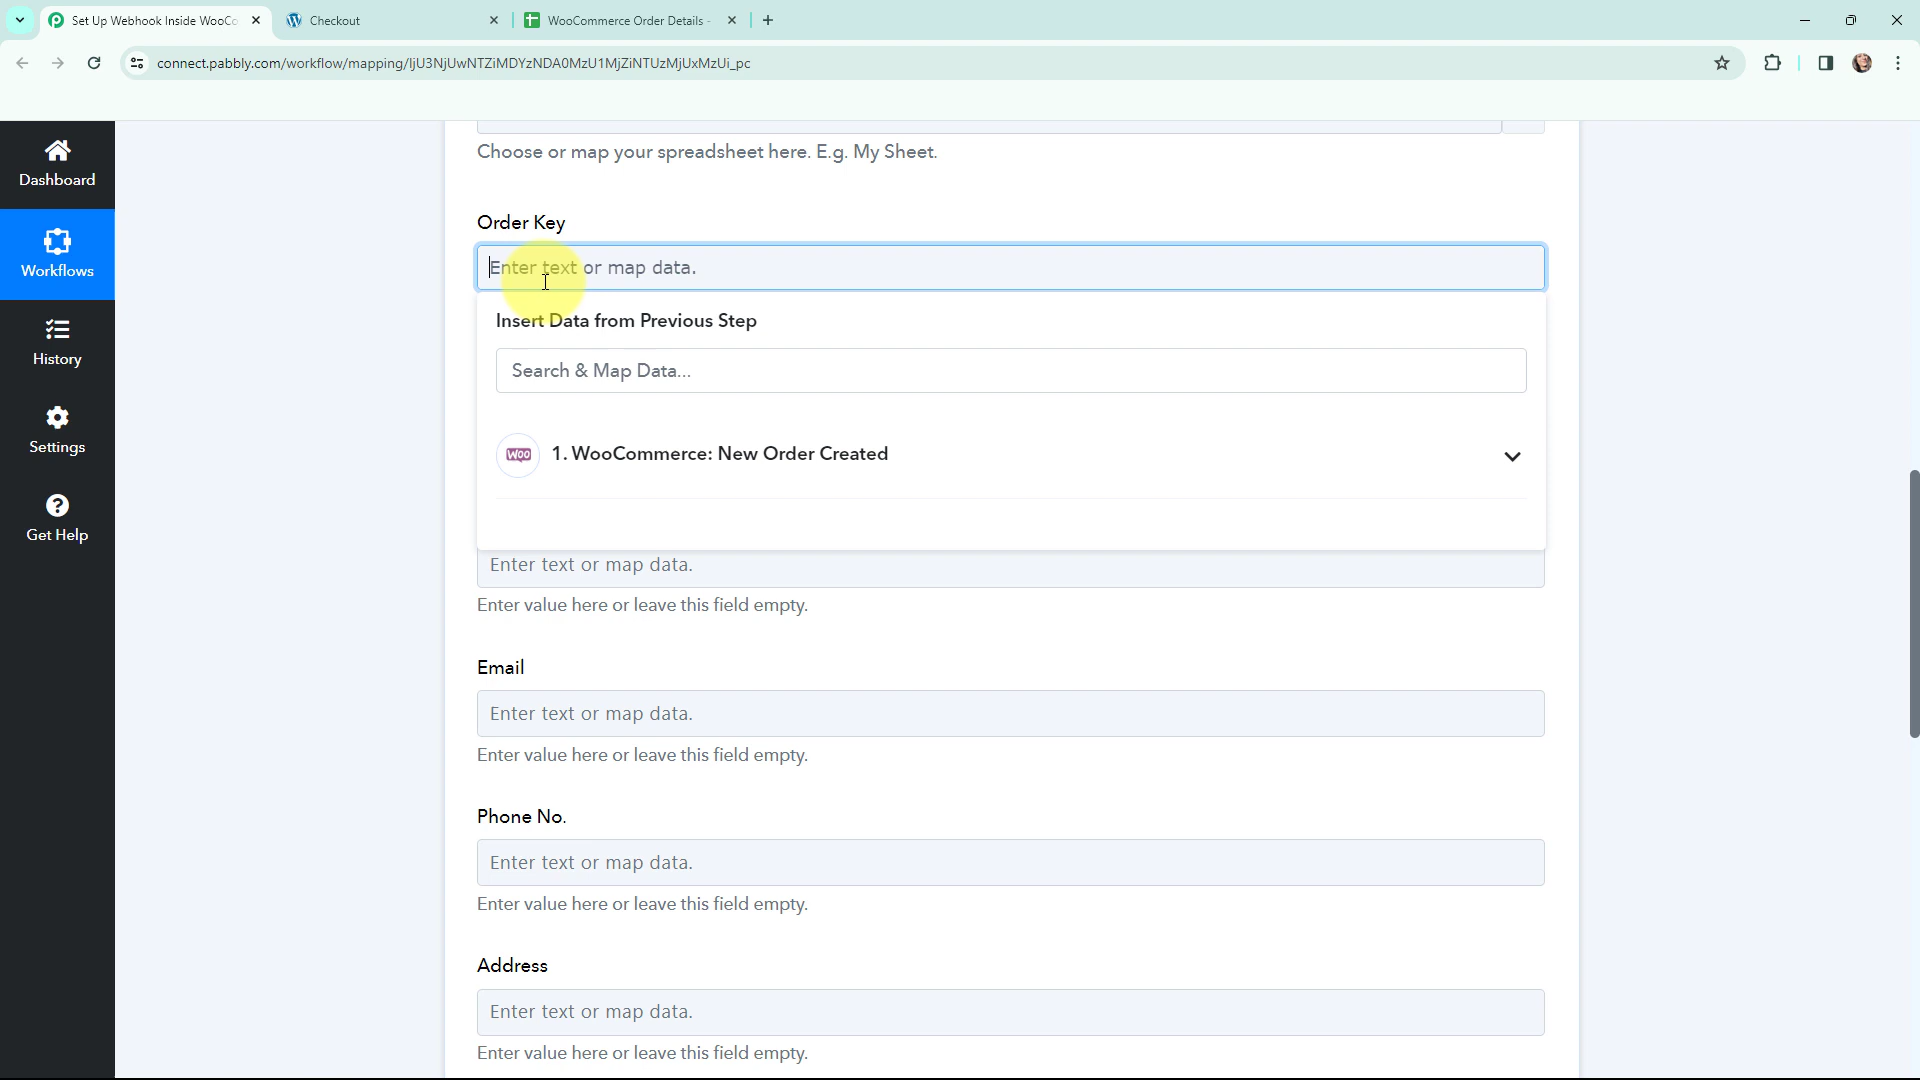 Set Up Webhook Inside WooCo
Checkout
WooCommerce Order Details -
connect.pabbly.com/workflow/mapping/IjU3NjUwNTZiMDYzNDA0MzU1MjZiNTUzMjUxMzUi_pc
Dashboard
Workflows
History
Settings
Get Help
Choose or map your spreadsheet here. E.g. My Sheet.
Order Key
Enter text or map data.
Insert Data from Previous Step
Search & Map Data...
WOO
1. WooCommerce: New Order Created
Enter text or map data.
Enter value here or leave this field empty.
Email
Enter text or map data.
Enter value here or leave this field empty.
Phone No.
Enter text or map data.
Enter value here or leave this field empty.
Address
Enter text or map data.
Enter value here or leave this field empty.